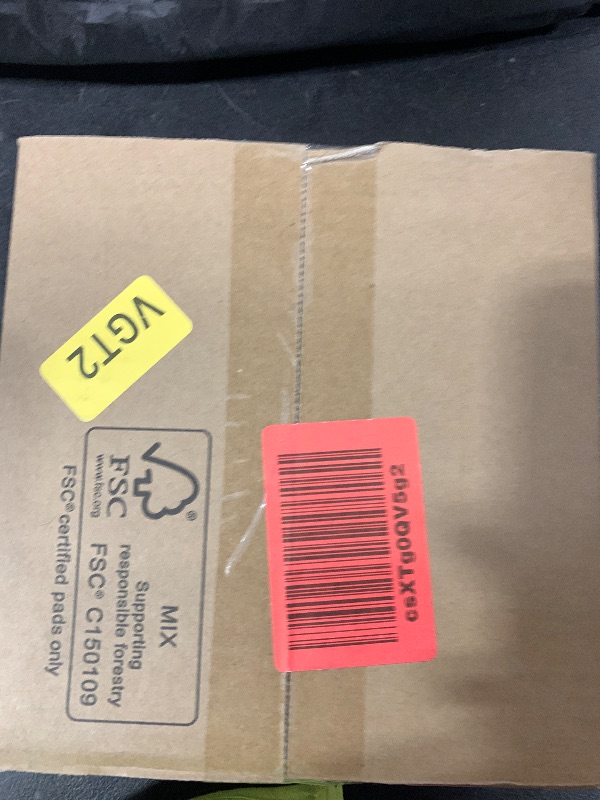 VGT2
FSC®
www.fsc.org
MIX
Supporting
responsible forestry
FSC® C150109
FSC® certified pads only
csXTg0QV5g2